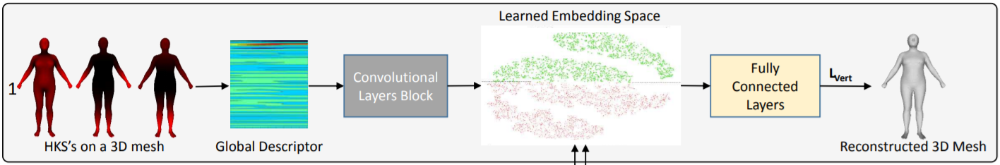 Learned Embedding Space
1
Convolutional
Layers Block
Fully
Connected
Layers
LVert
HKS's on a 3D mesh
Global Descriptor
Reconstructed 3D Mesh